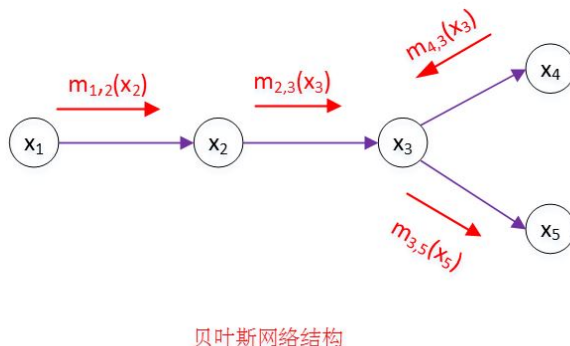 m₄,₃(x₃)
m₁,₂(x₂)
m₂,₃(x₃)
x₄
x₁
x₂
x₃
m₃,₅(x₅)
x₅
贝叶斯网络结构